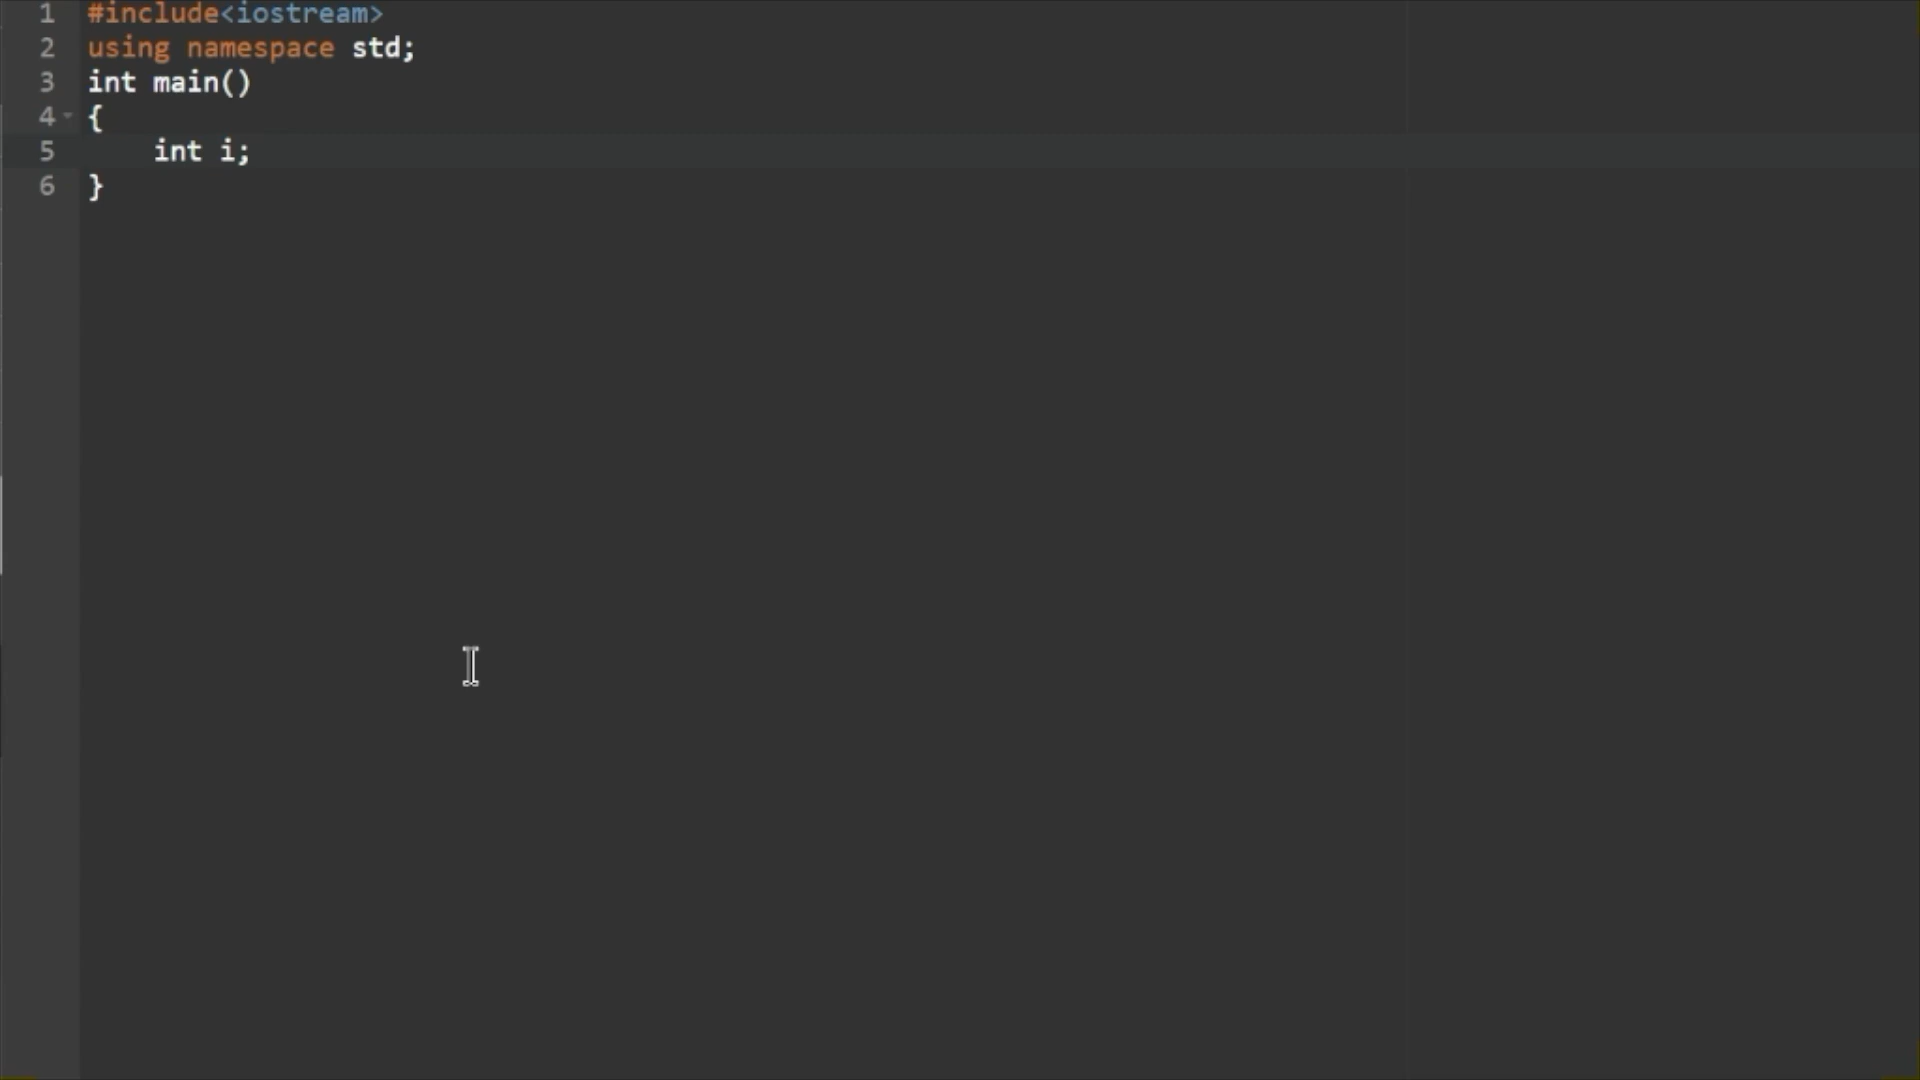 1 #include<iostream>
2 using namespace std;
3 int main()
4 {
5     int i;
6 }